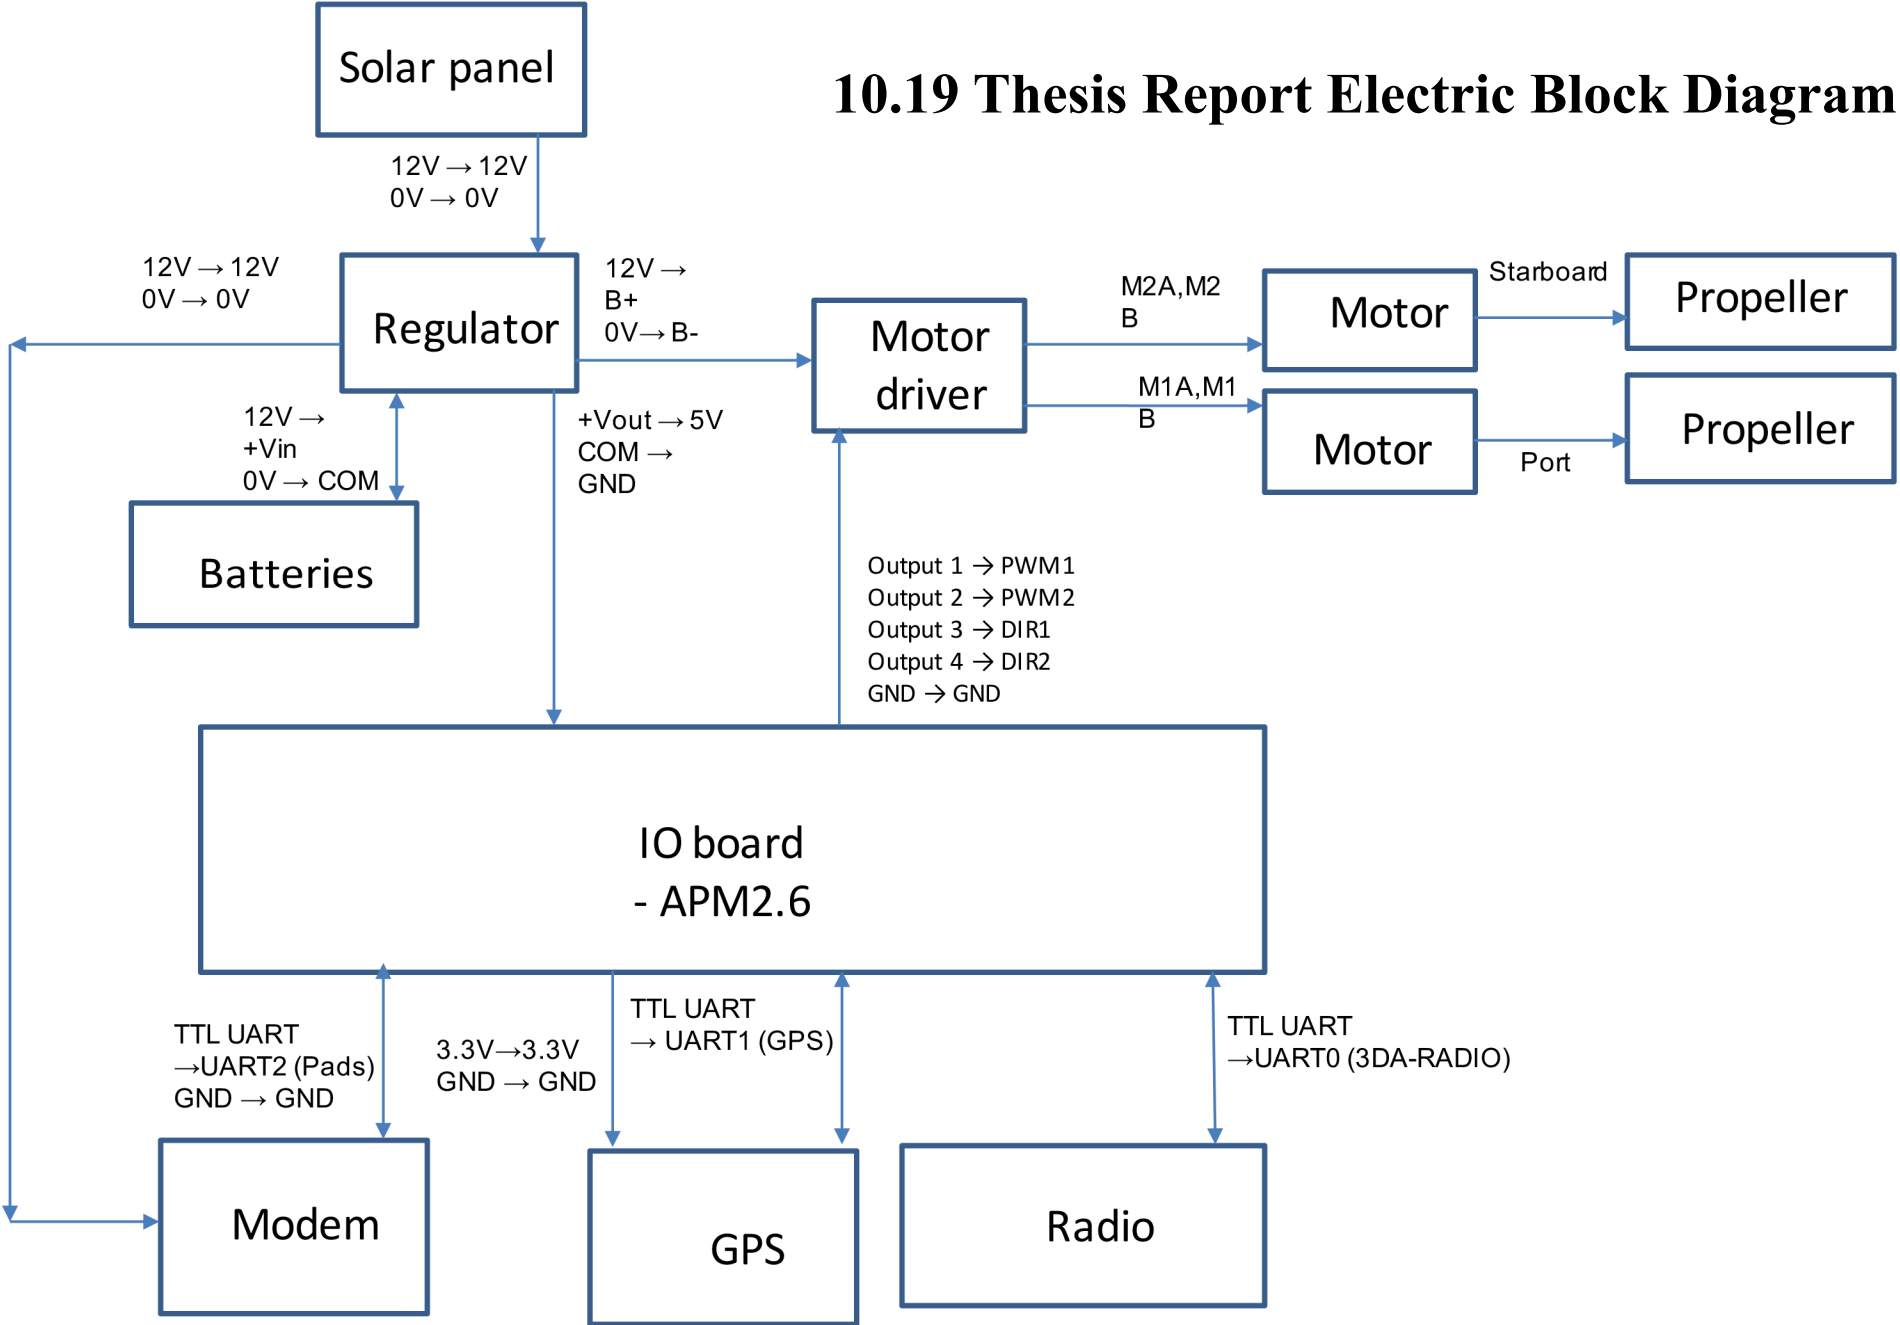 Solar panel
10.19 Thesis Report Electric Block Diagram
12V → 12V
0V → 0V
12V → 12V
0V → 0V
Regulator
12V →
B+
0V → B-
Motor
driver
M2A,M2
B
Motor
Starboard
Propeller
M1A,M1
B
Motor
Port
Propeller
12V →
+Vin
0V → COM
+Vout → 5V
COM →
GND
Batteries
Output 1 → PWM1
Output 2 → PWM2
Output 3 → DIR1
Output 4 → DIR2
GND → GND
IO board
- APM2.6
TTL UART
→UART2 (Pads)
GND → GND
3.3V→3.3V
GND → GND
TTL UART
→ UART1 (GPS)
TTL UART
→UART0 (3DA-RADIO)
Modem
GPS
Radio